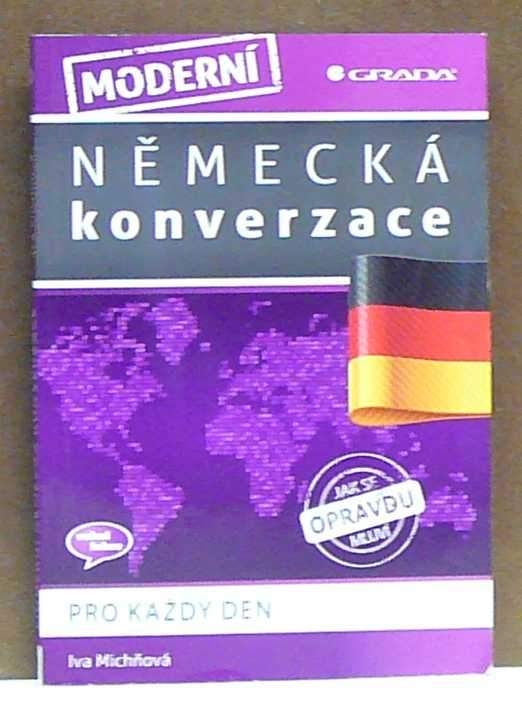 MODERNÍ
GRADA
NĚMECKÁ
konverzace
JAK SE
OPRAVDU
MLUVÍ
PRO KAŽDÝ DEN
Iva Michňová